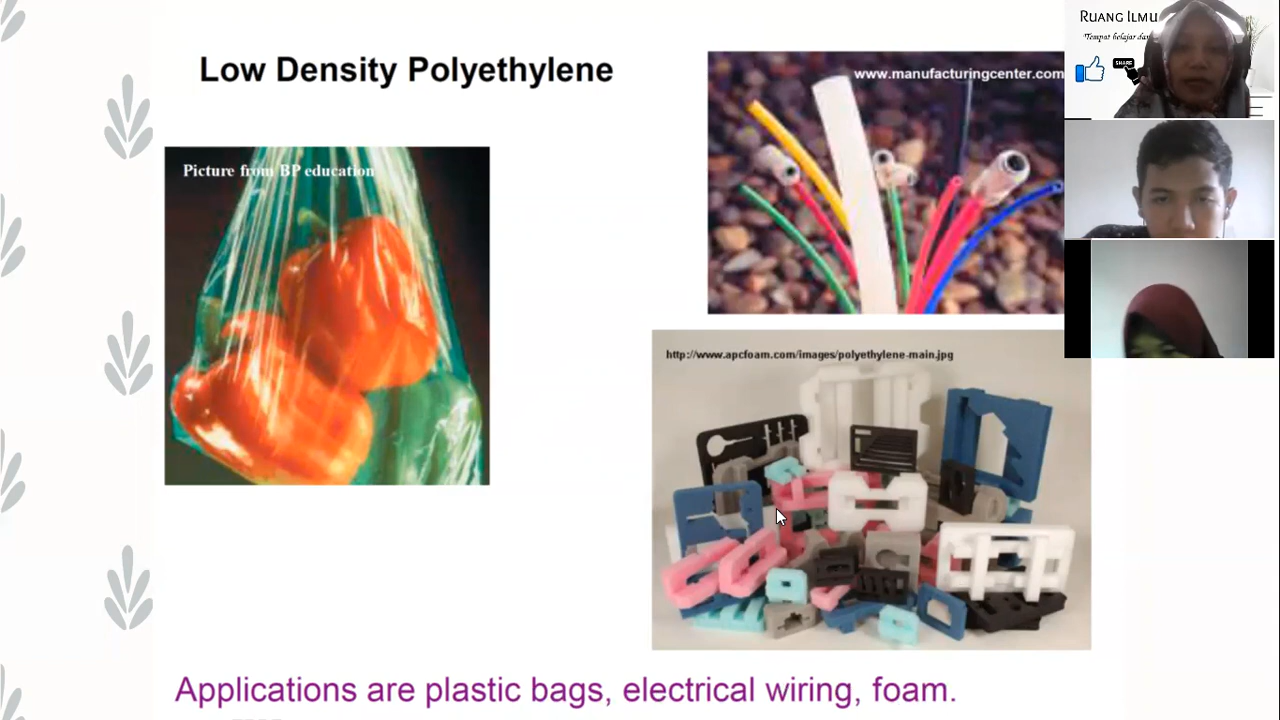 Low Density Polyethylene
www.manufacturingcenter.com
Picture from BP education
http://www.apcfoam.com/images/polyethylene-main.jpg
Applications are plastic bags, electrical wiring, foam.
RUANG ILMU
Tempat belajar
SHARE